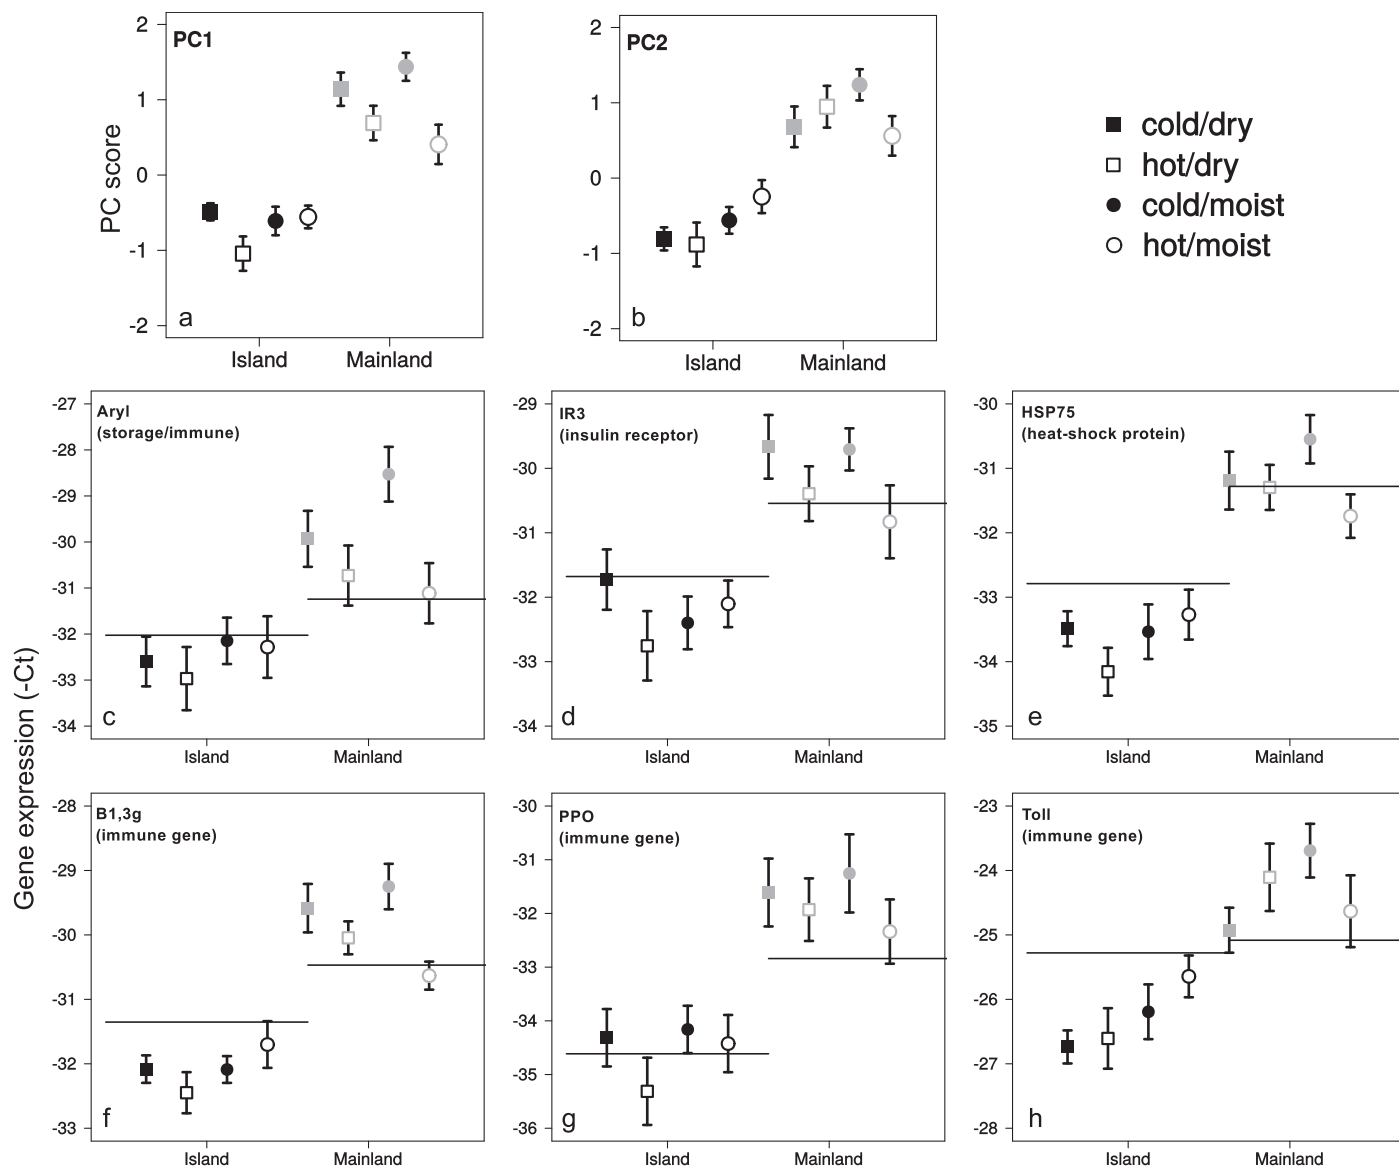 PC1
2
1
0
-1
-2
PC score
a
Island
Mainland
PC2
2
1
0
-1
-2
b
Island
Mainland
cold/dry
hot/dry
cold/moist
hot/moist
Gene expression (-Ct)
Aryl
(storage/immune)
-27
-28
-29
-30
-31
-32
-33
-34
c
Island
Mainland
IR3
(insulin receptor)
-29
-30
-31
-32
-33
-34
d
Island
Mainland
HSP75
(heat-shock protein)
-30
-31
-32
-33
-34
-35
e
Island
Mainland
B1,3g
(immune gene)
-28
-29
-30
-31
-32
-33
f
Island
Mainland
PPO
(immune gene)
-30
-31
-32
-33
-34
-35
-36
g
Island
Mainland
Toll
(immune gene)
-23
-24
-25
-26
-27
-28
h
Island
Mainland